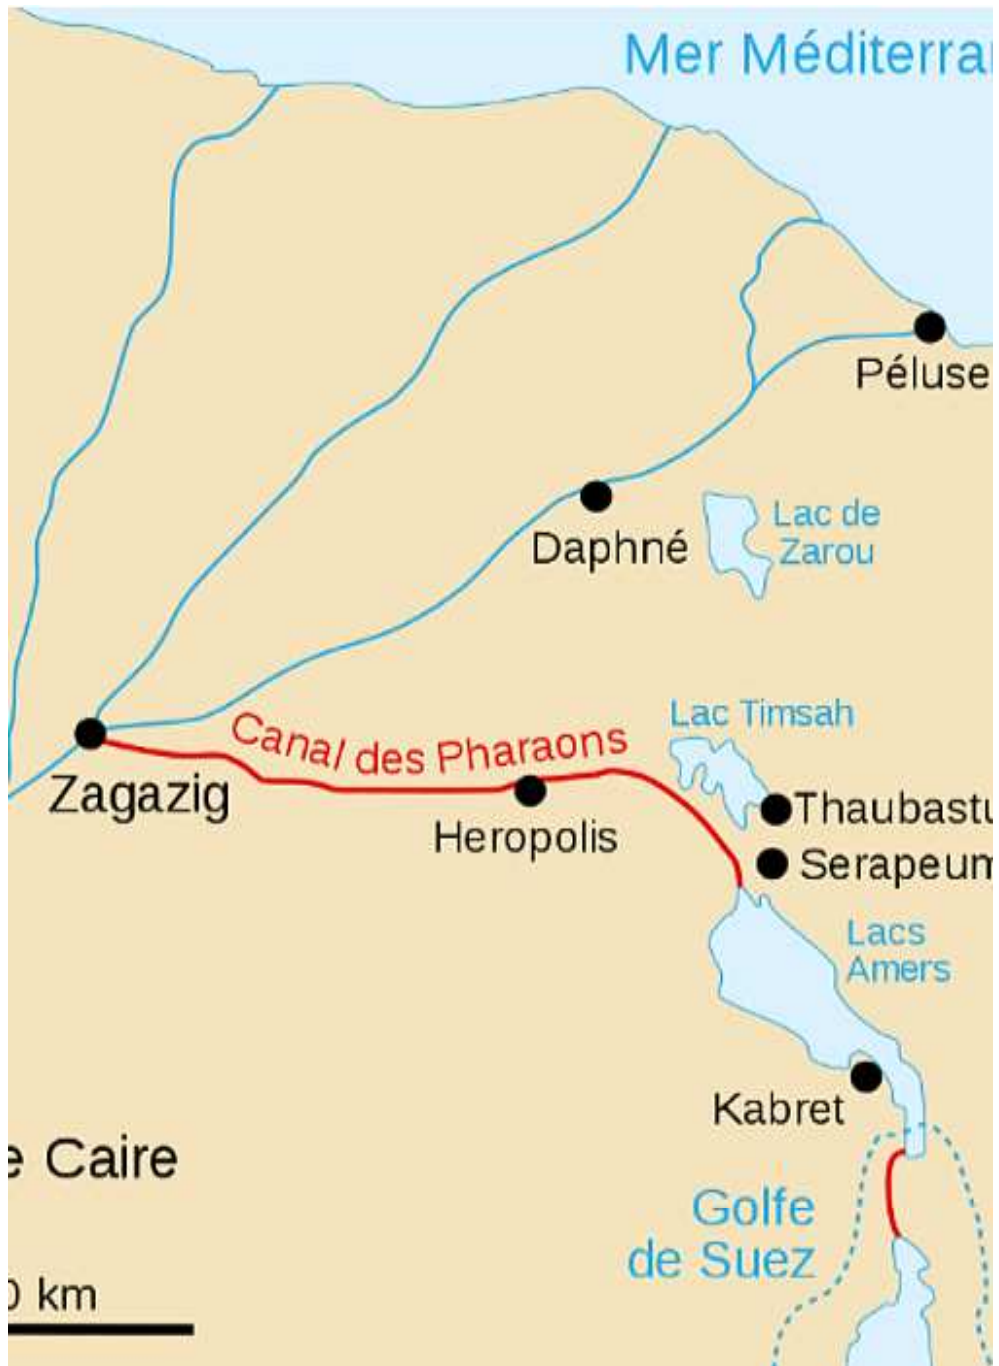 Mer Méditerra
Péluse
Daphné
Lac de
Zarou
Lac Timsah
Canal des Pharaons
Zagazig
Heropolis
Thaubastu
Serapeum
Lacs
Amers
Kabret
e Caire
Golfe
de Suez
0 km